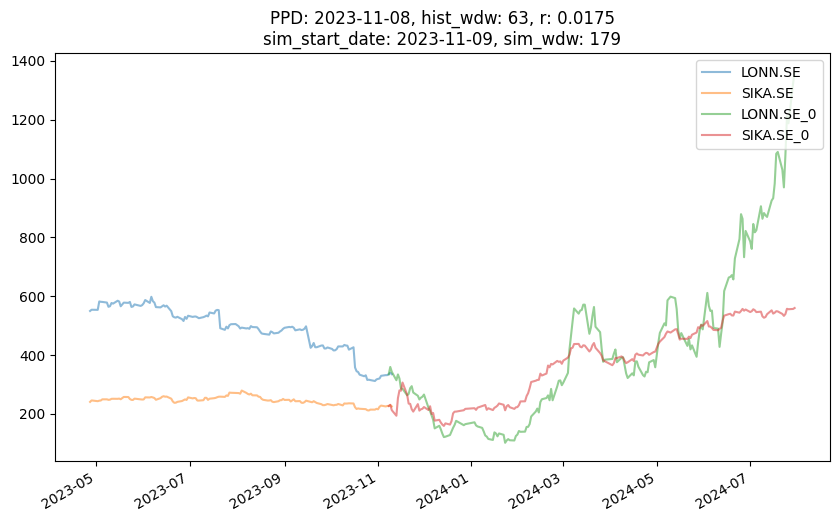 PPD: 2023-11-08, hist_wdw: 63, r: 0.0175
sim_start_date: 2023-11-09, sim_wdw: 179
1400
1200
1000
800
600
400
200
LONN.SE
SIKA.SE
LONN.SE_0
SIKA.SE_0
2023-05
2023-07
2023-09
2023-11
2024-01
2024-03
2024-05
2024-07